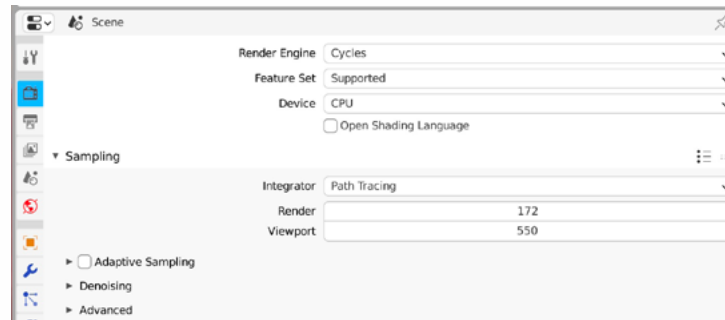 Scene
Render Engine Cycles
Feature Set Supported
Device CPU
Open Shading Language
Sampling
Integrator Path Tracing
Render 172
Viewport 550
Adaptive Sampling
Denoising
Advanced